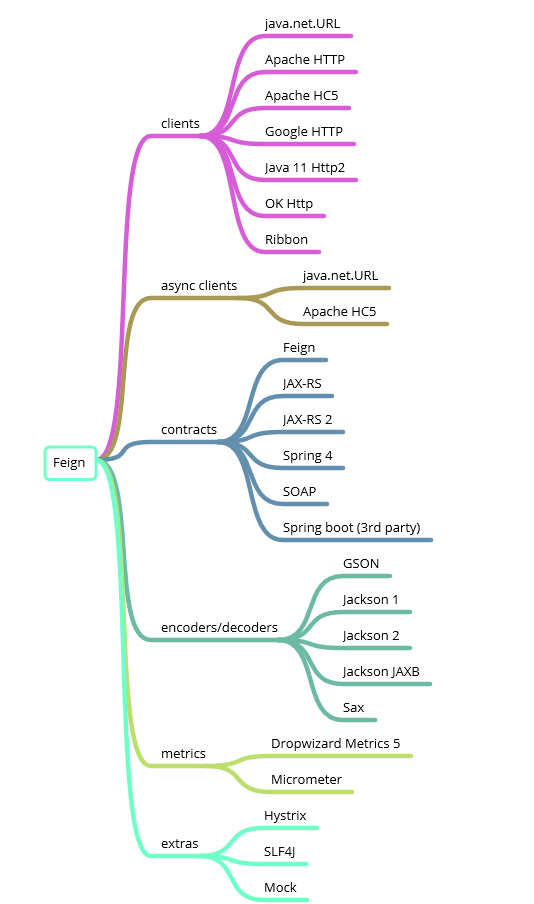 java.net.URL
Apache HTTP
Apache HC5
clients
Google HTTP
Java 11 Http2
OK Http
Ribbon
java.net.URL
async clients
Apache HC5
Feign
JAX-RS
JAX-RS 2
contracts
Spring 4
Feign
SOAP
Spring boot (3rd party)
GSON
Jackson 1
encoders/decoders
Jackson 2
Jackson JAXB
Sax
Dropwizard Metrics 5
metrics
Micrometer
Hystrix
extras
SLF4J
Mock